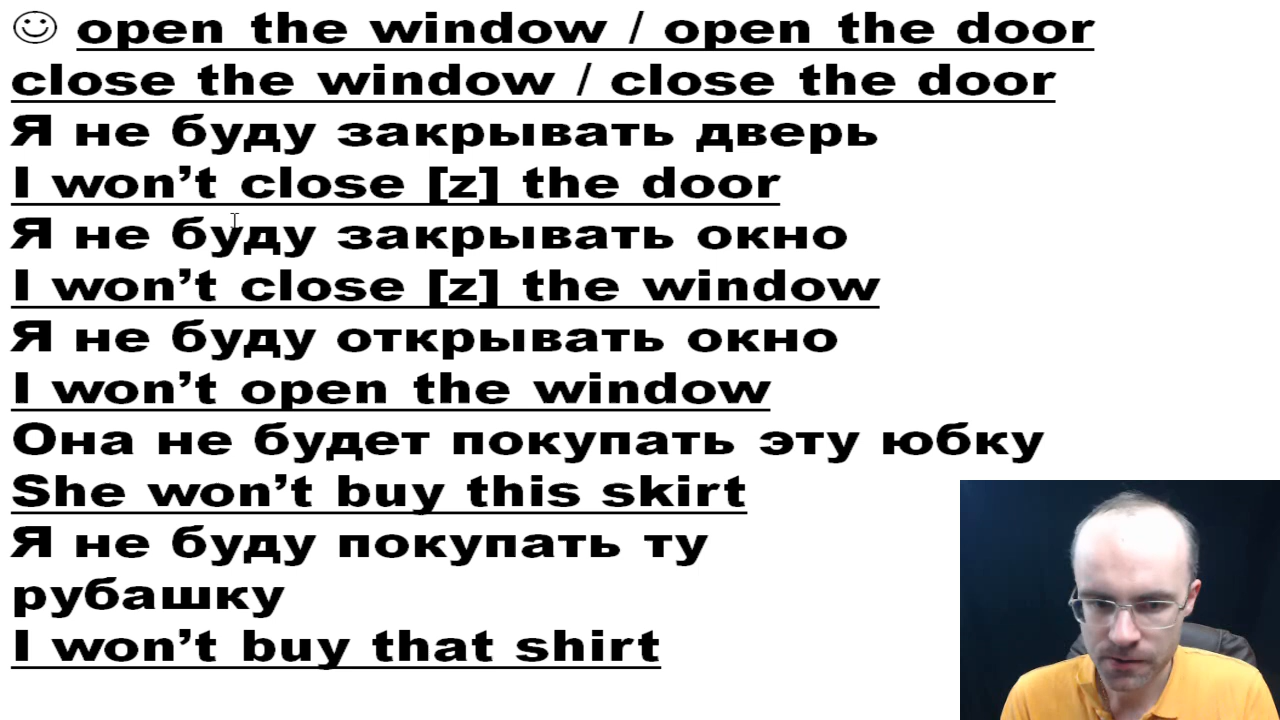 ☺ open the window / open the door
close the window / close the door
Я не буду закрывать дверь
I won’t close [z] the door
Я не буду закрывать окно
I won’t close [z] the window
Я не буду открывать окно
I won’t open the window
Она не будет покупать эту юбку
She won’t buy this skirt
Я не буду покупать ту
рубашку
I won’t buy that shirt